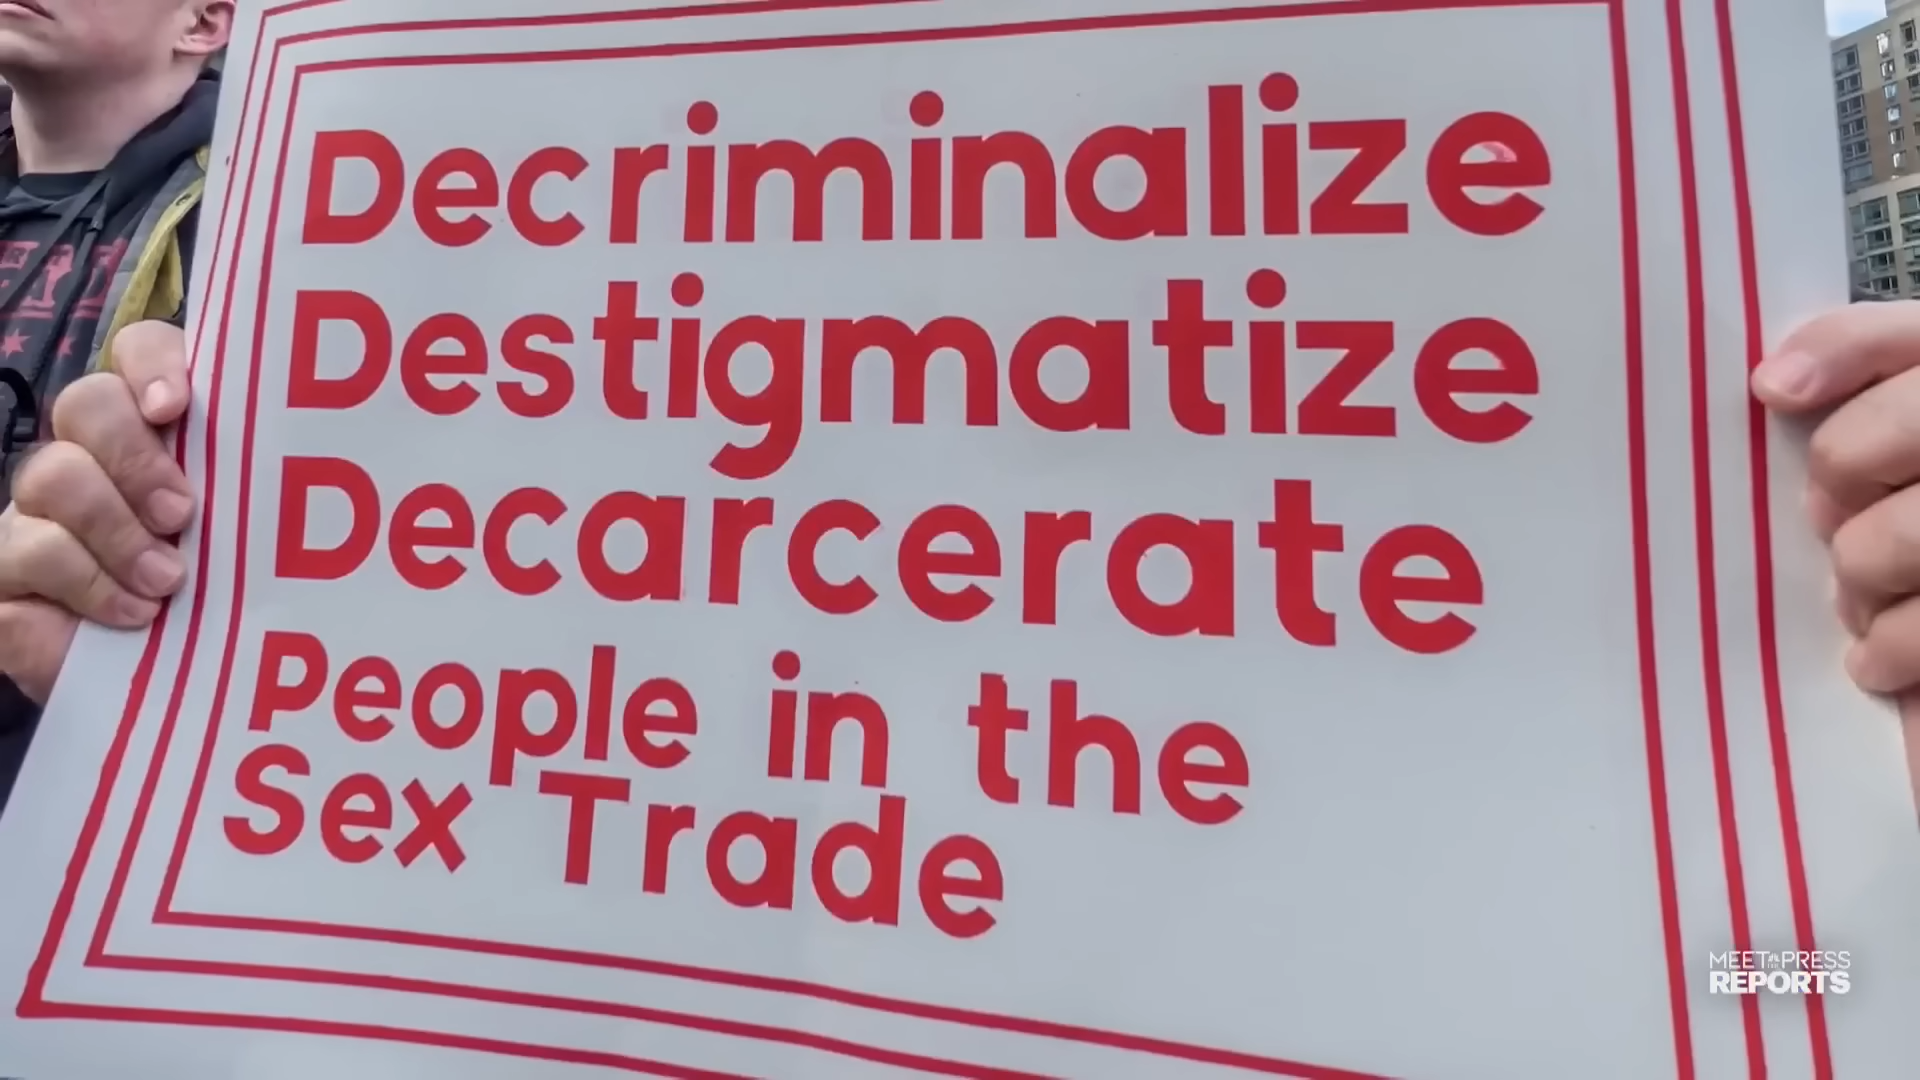 Decriminalize
Destigmatize
Decarcerate
People in the
Sex Trade
MEET THE PRESS
REPORTS